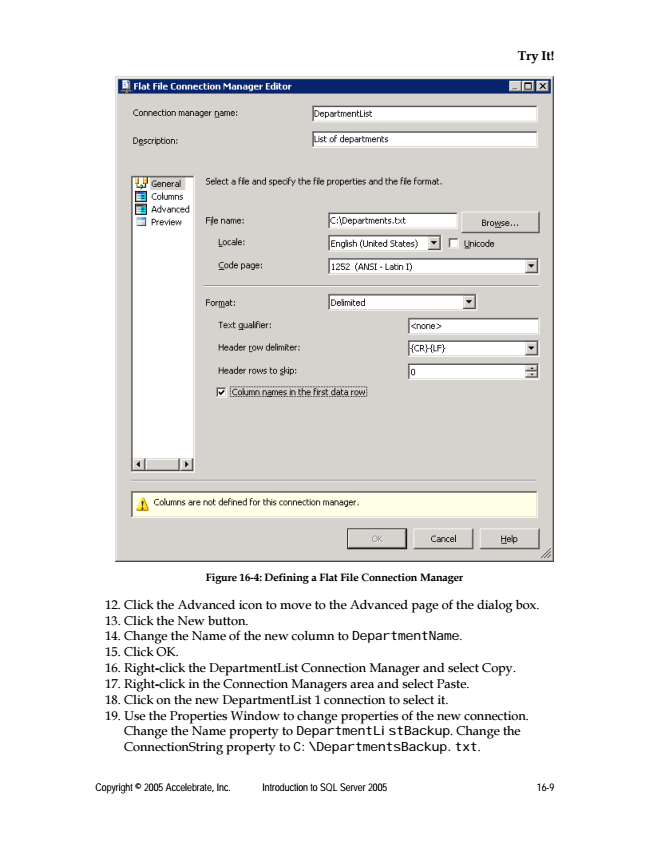 Try It!
Flat File Connection Manager Editor
Connection manager name: DepartmentList
Description: List of departments
General
Columns
Advanced
Preview
Select a file and specify the file properties and the file format.
File name: C:\Departments.txt Browse...
Locale: English (United States) Unicode
Code page: 1252 (ANSI - Latin I)
Format: Delimited
Text qualifier: <none>
Header row delimiter: {CR}{LF}
Header rows to skip: 0
Column names in the first data row
Columns are not defined for this connection manager.
OK Cancel Help
Figure 16-4: Defining a Flat File Connection Manager
12. Click the Advanced icon to move to the Advanced page of the dialog box.
13. Click the New button.
14. Change the Name of the new column to DepartmentName.
15. Click OK.
16. Right-click the DepartmentList Connection Manager and select Copy.
17. Right-click in the Connection Managers area and select Paste.
18. Click on the new DepartmentList 1 connection to select it.
19. Use the Properties Window to change properties of the new connection.
Change the Name property to DepartmentListBackup. Change the
ConnectionString property to C:\DepartmentsBackup.txt.
Copyright © 2005 Accelebrate, Inc. Introduction to SQL Server 2005 16-9